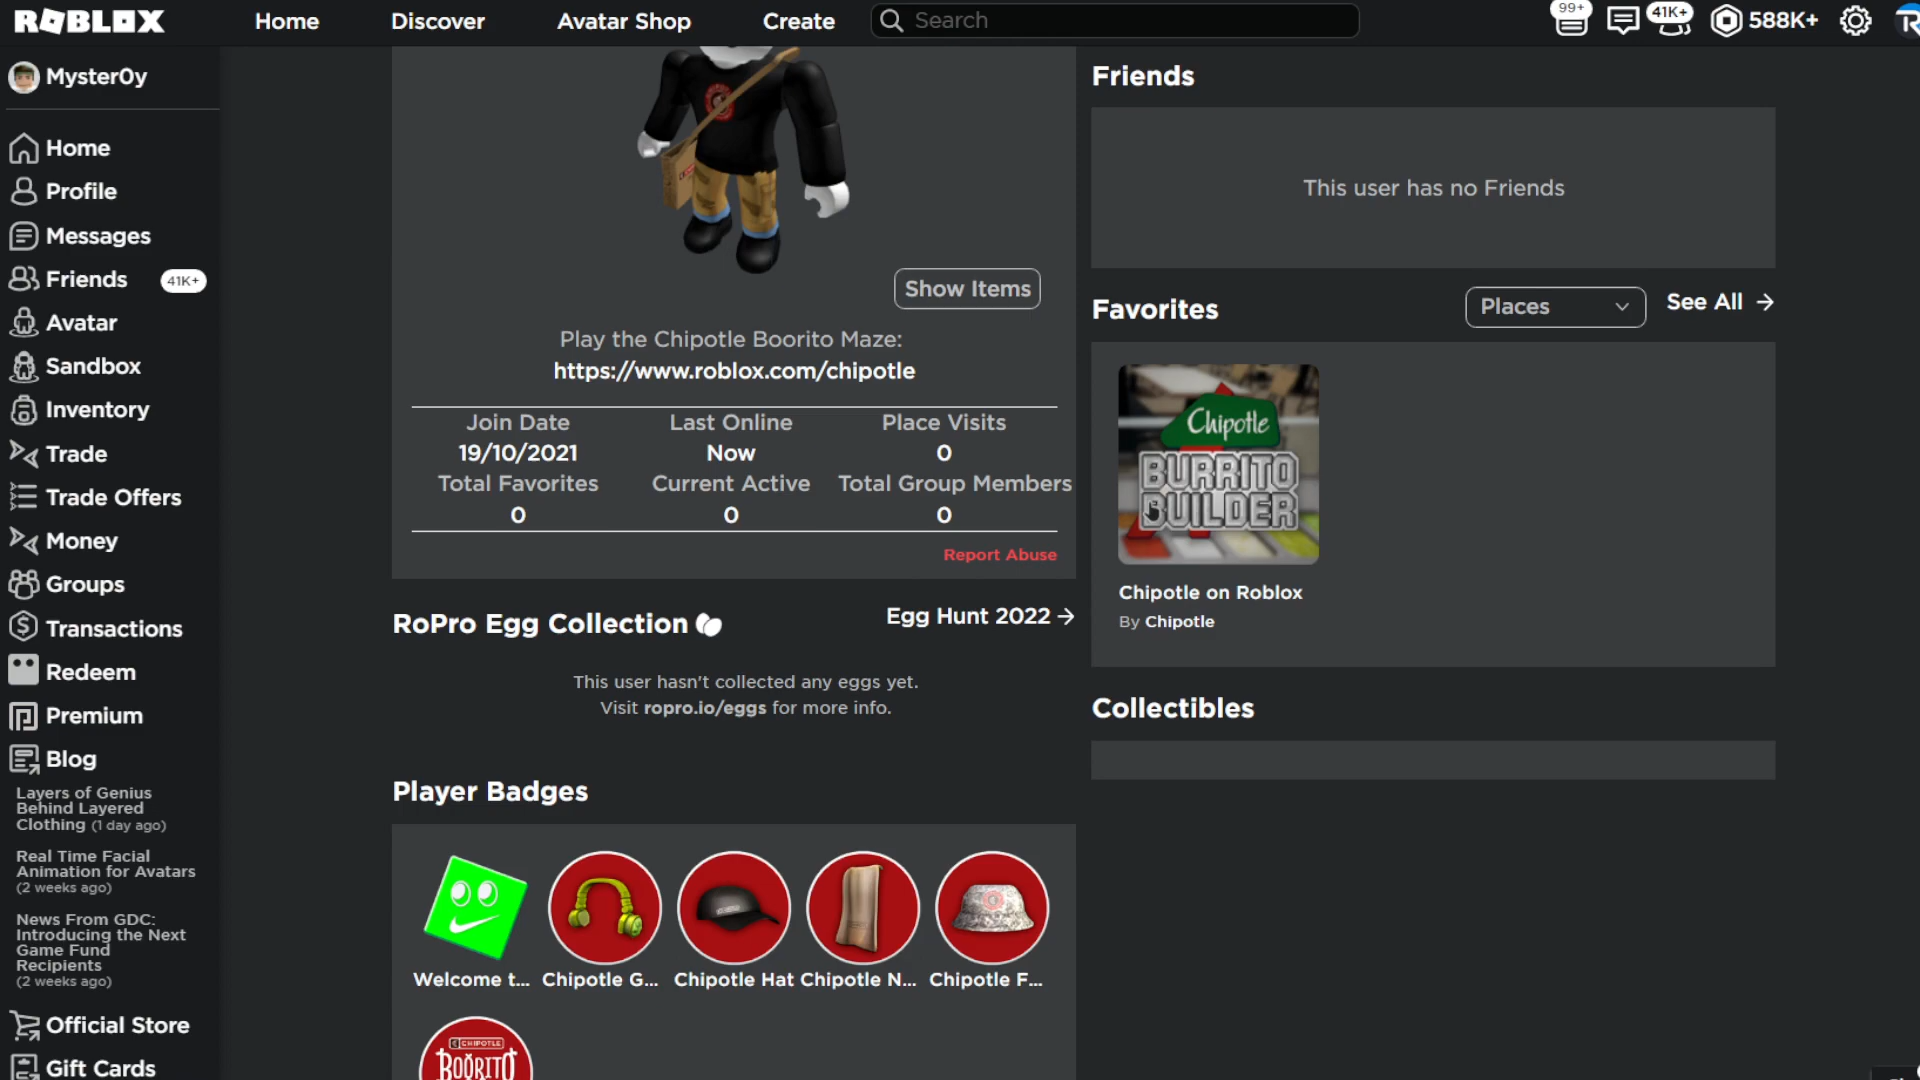 ROBLOX
Home
Discover
Avatar Shop
Create
Search
99+
41K+
588K+
Myster0y
Home
Profile
Messages
Friends
41K+
Avatar
Sandbox
Inventory
Trade
Trade Offers
Money
Groups
Transactions
Redeem
Premium
Blog
Layers of Genius
Behind Layered
Clothing (1 day ago)
Real Time Facial
Animation for Avatars
(2 weeks ago)
News From GDC:
Introducing the Next
Game Fund
Recipients
(2 weeks ago)
Official Store
Gift Cards
Show Items
Play the Chipotle Boorito Maze:
https://www.roblox.com/chipotle
Join Date
Last Online
Place Visits
19/10/2021
Now
0
Total Favorites
Current Active
Total Group Members
0
0
0
Report Abuse
RoPro Egg Collection
Egg Hunt 2022
This user hasn't collected any eggs yet.
Visit ropro.io/eggs for more info.
Player Badges
Welcome t...
Chipotle G...
Chipotle Hat
Chipotle N...
Chipotle F...
CHIPOTLE
BOORITO
Friends
This user has no Friends
Favorites
Places
See All
Chipotle
BURRITO
BUILDER
Chipotle on Roblox
By Chipotle
Collectibles